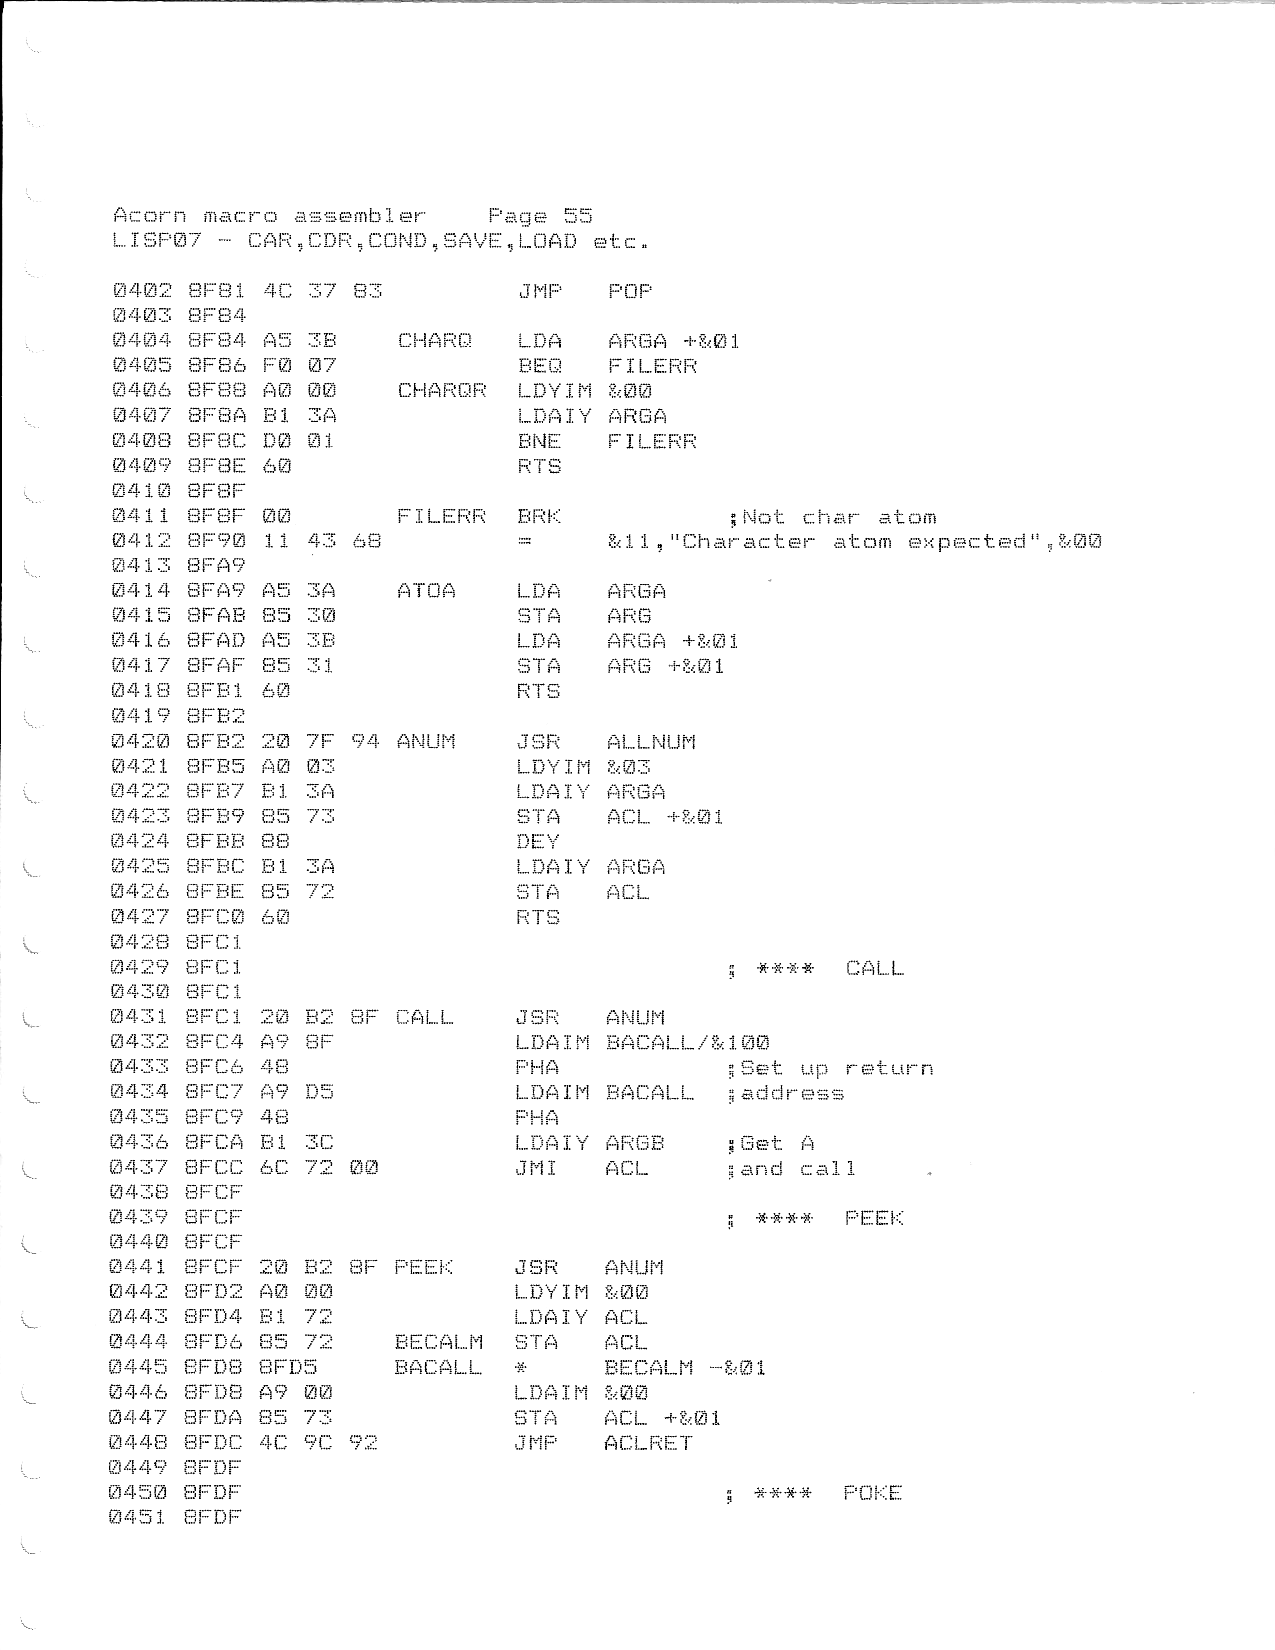 Acorn macro assembler    Page 55
LISP07 - CAR,CDR,COND,SAVE,LOAD etc.
0402 8F81 4C 37 83         JMP   POP
0403 8F84
0404 8F84 A5 3B    CHARQ   LDA   ARGA +&01
0405 8F86 F0 07            BEQ   FILERR
0406 8F88 A0 00    CHARQR  LDYIM &00
0407 8F8A B1 3A            LDAIY ARGA
0408 8F8C D0 01            BNE   FILERR
0409 8F8E 60               RTS
0410 8F8F
0411 8F8F 00       FILERR  BRK           ;Not char atom
0412 8F90 11 43 68         =     &11,"Character atom expected",&00
0413 8FA9
0414 8FA9 A5 3A    ATOA    LDA   ARGA
0415 8FAB 85 30            STA   ARG
0416 8FAD A5 3B            LDA   ARGA +&01
0417 8FAF 85 31            STA   ARG +&01
0418 8FB1 60               RTS
0419 8FB2
0420 8FB2 20 7F 94 ANUM    JSR   ALLNUM
0421 8FB5 A0 03            LDYIM &03
0422 8FB7 B1 3A            LDAIY ARGA
0423 8FB9 85 73            STA   ACL +&01
0424 8FBB 88               DEY
0425 8FBC B1 3A            LDAIY ARGA
0426 8FBE 85 72            STA   ACL
0427 8FC0 60               RTS
0428 8FC1
0429 8FC1                                ; ****  CALL
0430 8FC1
0431 8FC1 20 B2 8F CALL    JSR   ANUM
0432 8FC4 A9 8F            LDAIM BACALL/&100
0433 8FC6 48               PHA           ;Set up return
0434 8FC7 A9 D5            LDAIM BACALL  ;address
0435 8FC9 48               PHA
0436 8FCA B1 3C            LDAIY ARGB    ;Get A
0437 8FCC 6C 72 00         JMI   ACL     ;and call
0438 8FCF
0439 8FCF                                ; ****  PEEK
0440 8FCF
0441 8FCF 20 B2 8F PEEK    JSR   ANUM
0442 8FD2 A0 00            LDYIM &00
0443 8FD4 B1 72            LDAIY ACL
0444 8FD6 85 72    BECALM  STA   ACL
0445 8FD8 8FD5     BACALL  *     BECALM -&01
0446 8FD8 A9 00            LDAIM &00
0447 8FDA 85 73            STA   ACL +&01
0448 8FDC 4C 9C 92         JMP   ACLRET
0449 8FDF
0450 8FDF                                ; ****  POKE
0451 8FDF